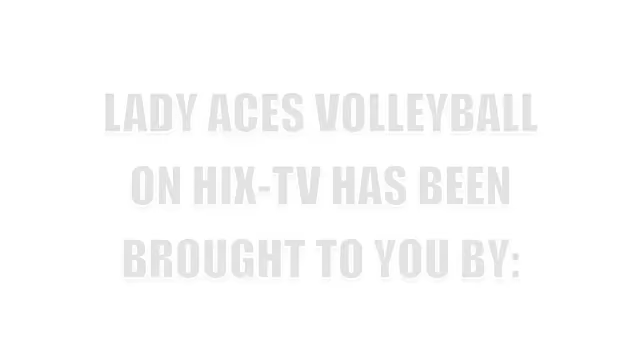 LADY ACES VOLLEYBALL
ON HIX-TV HAS BEEN
BROUGHT TO YOU BY: